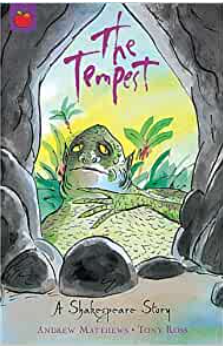 The
Tempest
A Shakespeare Story
ANDREW MATTHEWS · TONY ROSS